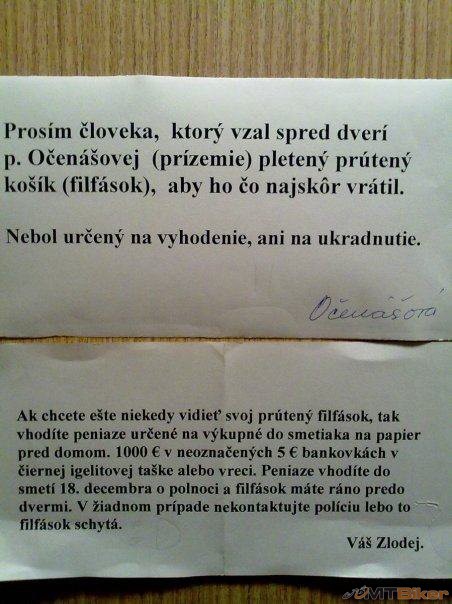 Prosím človeka, ktorý vzal spred dverí
p. Očenášovej (prízemie) pletený prútený
košík (filfások), aby ho čo najskôr vrátil.
Nebol určený na vyhodenie, ani na ukradnutie.
Očenášová
Ak chcete ešte niekedy vidieť svoj prútený filfások, tak
vhodíte peniaze určené na výkupné do smetiaka na papier
pred domom. 1000 € v neoznačených 5 € bankovkách v
čiernej igelitovej taške alebo vreci. Peniaze vhodíte do
smetí 18. decembra o polnoci a filfások máte ráno predo
dvermi. V žiadnom prípade nekontaktujte políciu lebo to
filfások schytá.
Váš Zlodej.
MTBiker